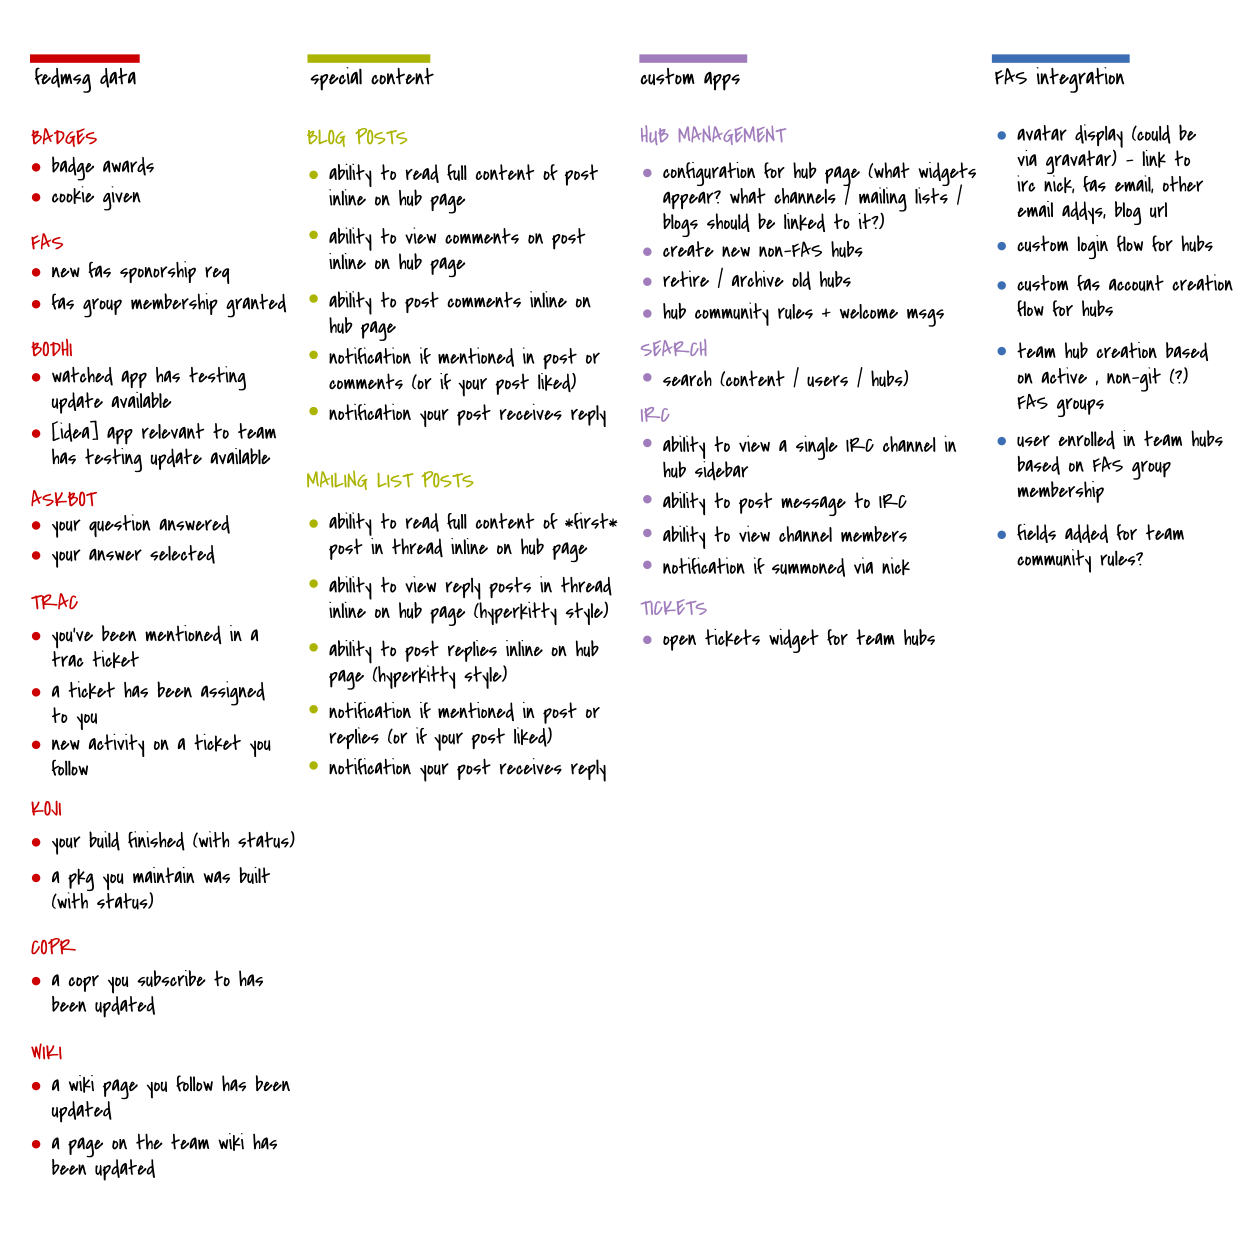 fedmsg data
BADGES
badge awards
cookie given
FAS
new fas sponorship req
fas group membership granted
BODHI
watched app has testing
update available
[idea] app relevant to team
has testing update available
ASKBOT
your question answered
your answer selected
TRAC
you've been mentioned in a
trac ticket
a ticket has been assigned
to you
new activity on a ticket you
follow
KOJI
your build finished (with status)
a pkg you maintain was built
(with status)
COPR
a copr you subscribe to has
been updated
WIKI
a wiki page you follow has been
updated
a page on the team wiki has
been updated
special content
BLOG POSTS
ability to read full content of post
inline on hub page
ability to view comments on post
inline on hub page
ability to post comments inline on
hub page
notification if mentioned in post or
comments (or if your post liked)
notification your post receives reply
MAILING LIST POSTS
ability to read full content of *first*
post in thread inline on hub page
ability to view reply posts in thread
inline on hub page (hyperkitty style)
ability to post replies inline on hub
page (hyperkitty style)
notification if mentioned in post or
replies (or if your post liked)
notification your post receives reply
custom apps
HUB MANAGEMENT
configuration for hub page (what widgets
appear? what channels / mailing lists /
blogs should be linked to it?)
create new non-FAS hubs
retire / archive old hubs
hub community rules + welcome msgs
SEARCH
search (content / users / hubs)
IRC
ability to view a single IRC channel in
hub sidebar
ability to post message to IRC
ability to view channel members
notification if summoned via nick
TICKETS
open tickets widget for team hubs
FAS integration
avatar display (could be
via gravatar) - link to
irc nick, fas email, other
email addys, blog url
custom login flow for hubs
custom fas account creation
flow for hubs
team hub creation based
on active , non-git (?)
FAS groups
user enrolled in team hubs
based on FAS group
membership
fields added for team
community rules?